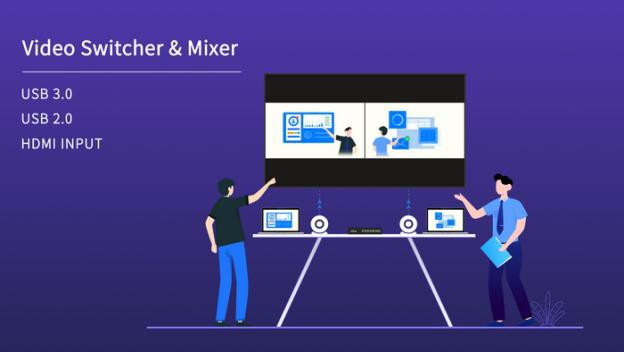 Video Switcher & Mixer
USB 3.0
USB 2.0
HDMI INPUT